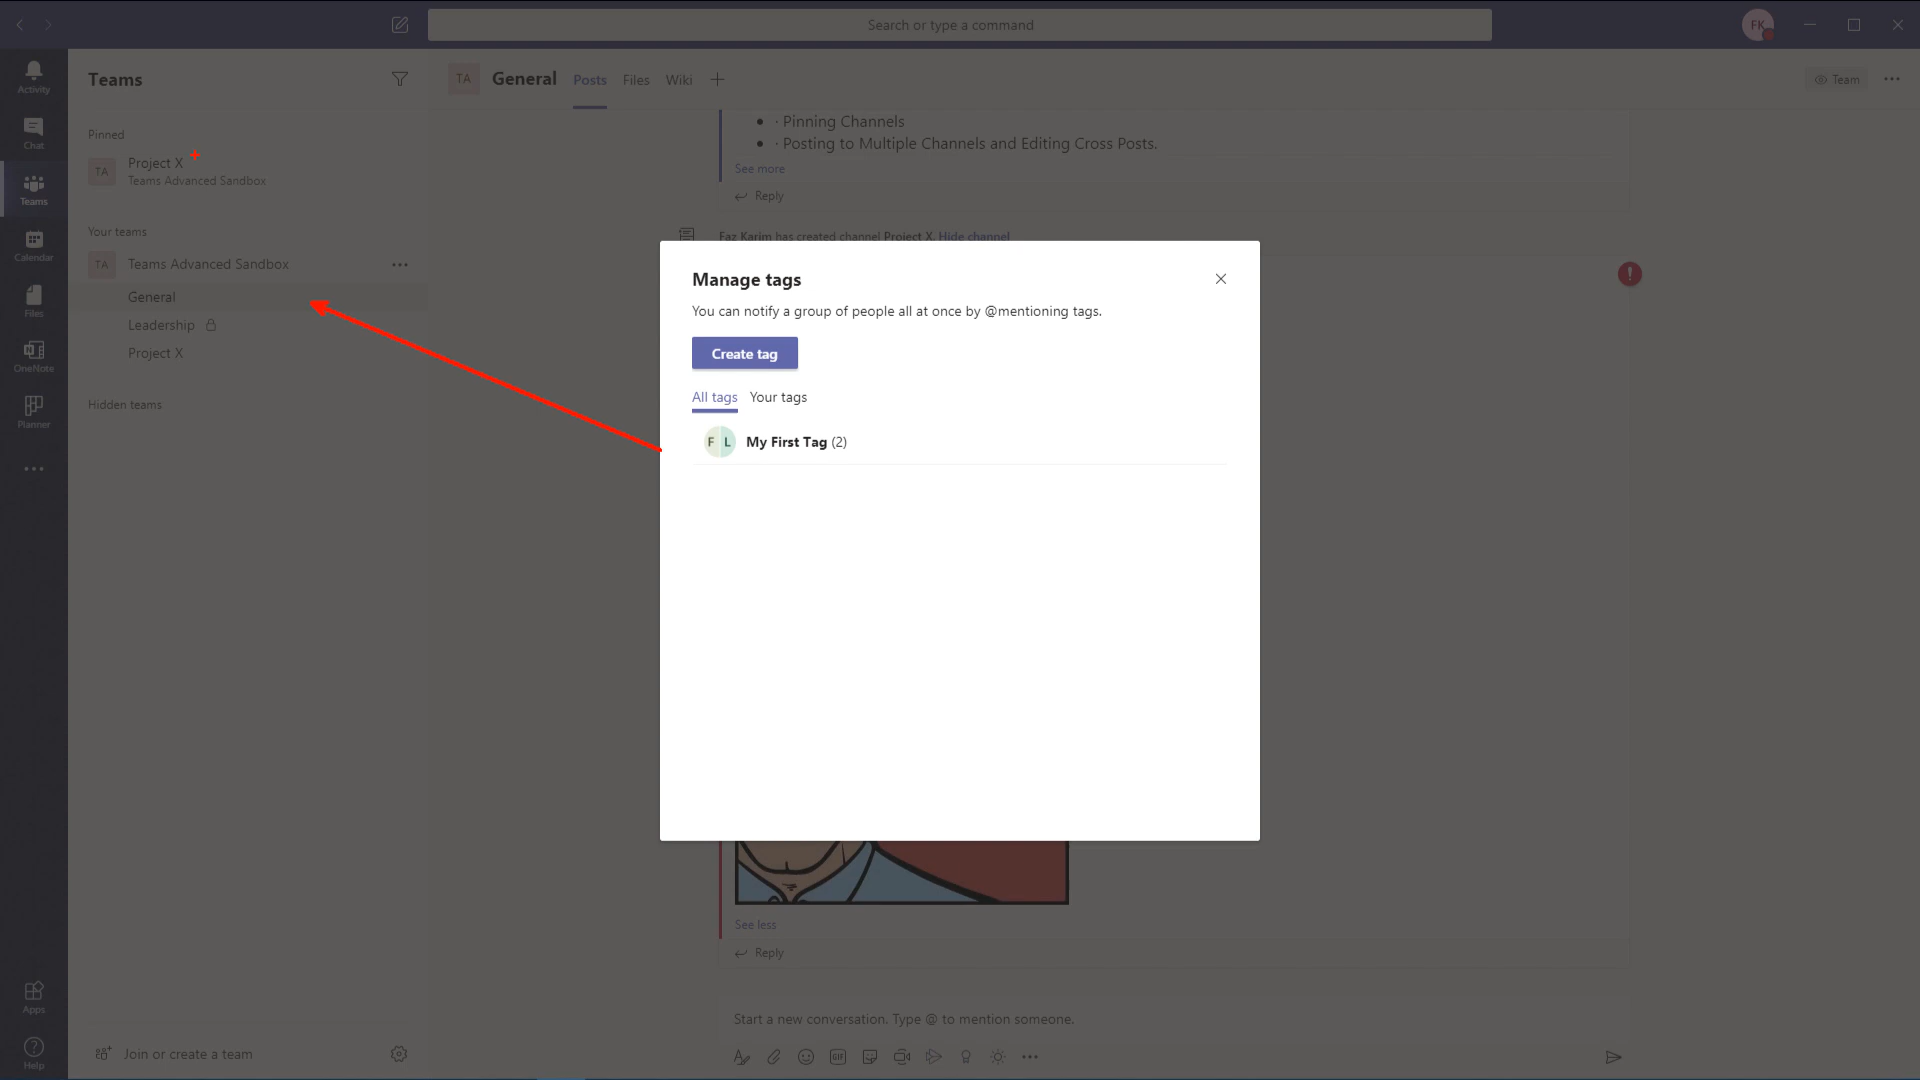 Search or type a command
FK
Activity
Chat
Teams
Calendar
Files
OneNote
Planner
Apps
Help
Teams
Pinned
TA
Project X
Teams Advanced Sandbox
Your teams
TA
Teams Advanced Sandbox
General
Leadership
Project X
Hidden teams
Join or create a team
TA
General
Posts
Files
Wiki
Team
· Pinning Channels
· Posting to Multiple Channels and Editing Cross Posts.
See more
Reply
Faz Karim has created channel Project X. Hide channel
Manage tags
You can notify a group of people all at once by @mentioning tags.
Create tag
All tags
Your tags
F L
My First Tag (2)
See less
Reply
Start a new conversation. Type @ to mention someone.
GIF